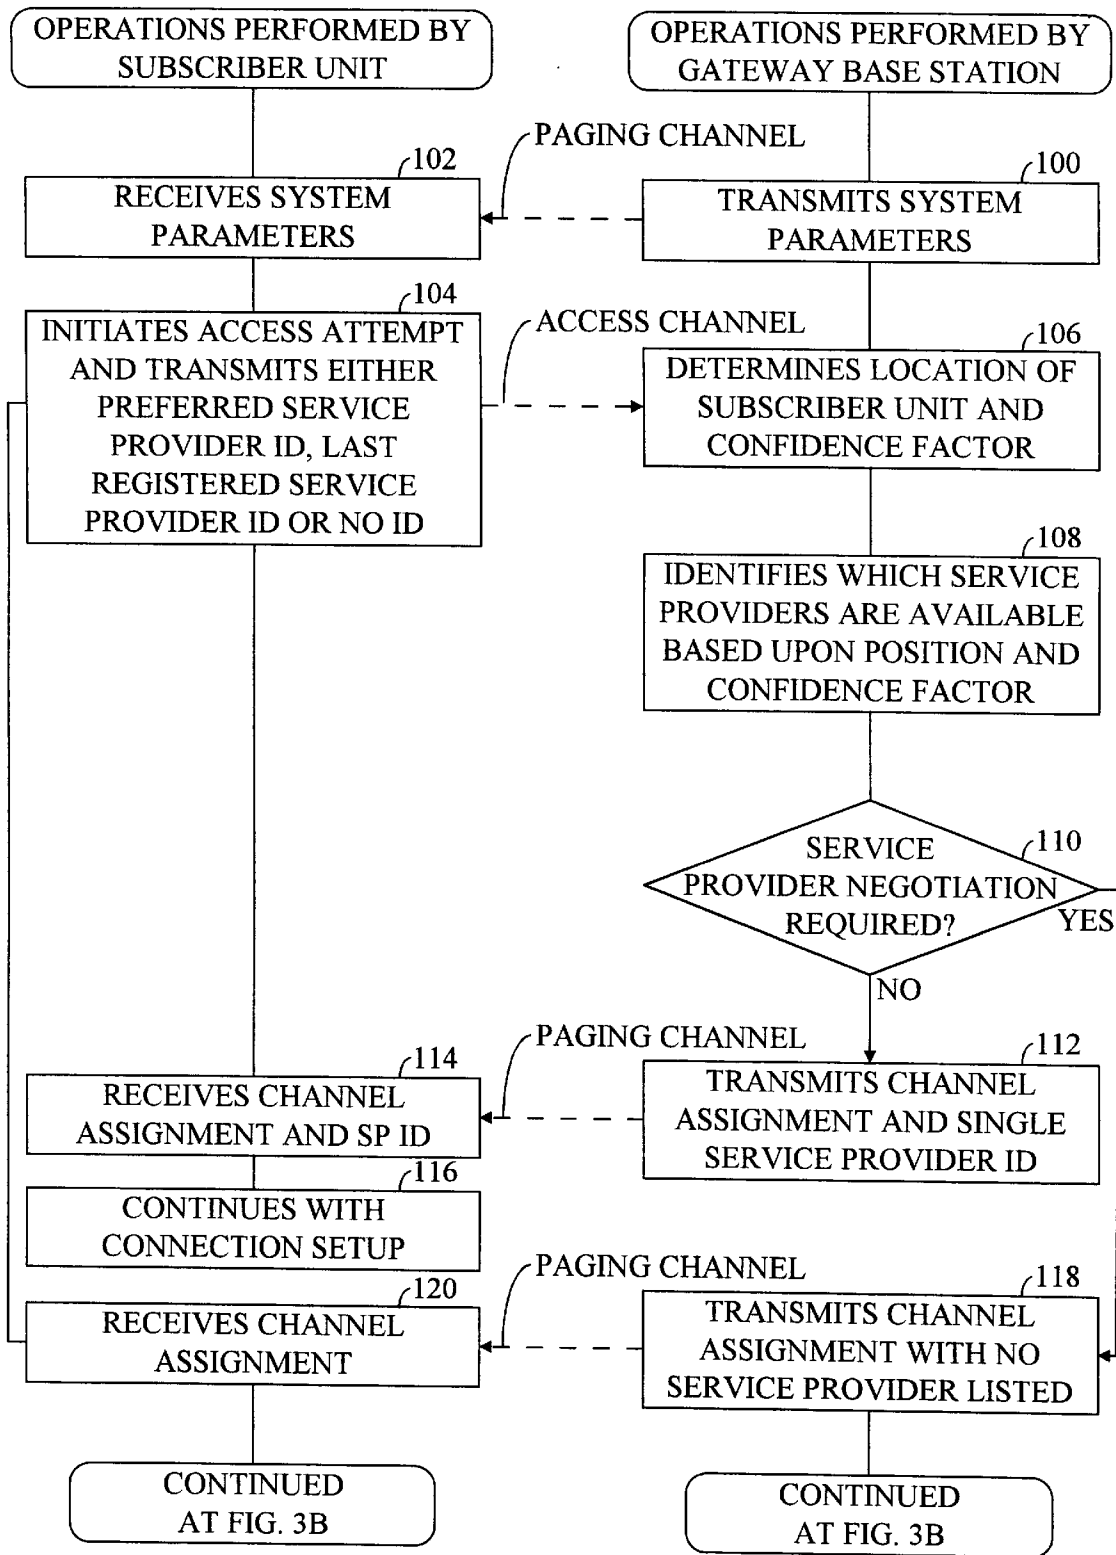 OPERATIONS PERFORMED BY
SUBSCRIBER UNIT
OPERATIONS PERFORMED BY
GATEWAY BASE STATION
PAGING CHANNEL
102
RECEIVES SYSTEM
PARAMETERS
100
TRANSMITS SYSTEM
PARAMETERS
104
INITIATES ACCESS ATTEMPT
AND TRANSMITS EITHER
PREFERRED SERVICE
PROVIDER ID, LAST
REGISTERED SERVICE
PROVIDER ID OR NO ID
ACCESS CHANNEL
106
DETERMINES LOCATION OF
SUBSCRIBER UNIT AND
CONFIDENCE FACTOR
108
IDENTIFIES WHICH SERVICE
PROVIDERS ARE AVAILABLE
BASED UPON POSITION AND
CONFIDENCE FACTOR
110
SERVICE
PROVIDER NEGOTIATION
REQUIRED?
YES
NO
PAGING CHANNEL
114
RECEIVES CHANNEL
ASSIGNMENT AND SP ID
112
TRANSMITS CHANNEL
ASSIGNMENT AND SINGLE
SERVICE PROVIDER ID
116
CONTINUES WITH
CONNECTION SETUP
PAGING CHANNEL
120
RECEIVES CHANNEL
ASSIGNMENT
118
TRANSMITS CHANNEL
ASSIGNMENT WITH NO
SERVICE PROVIDER LISTED
CONTINUED
AT FIG. 3B
CONTINUED
AT FIG. 3B